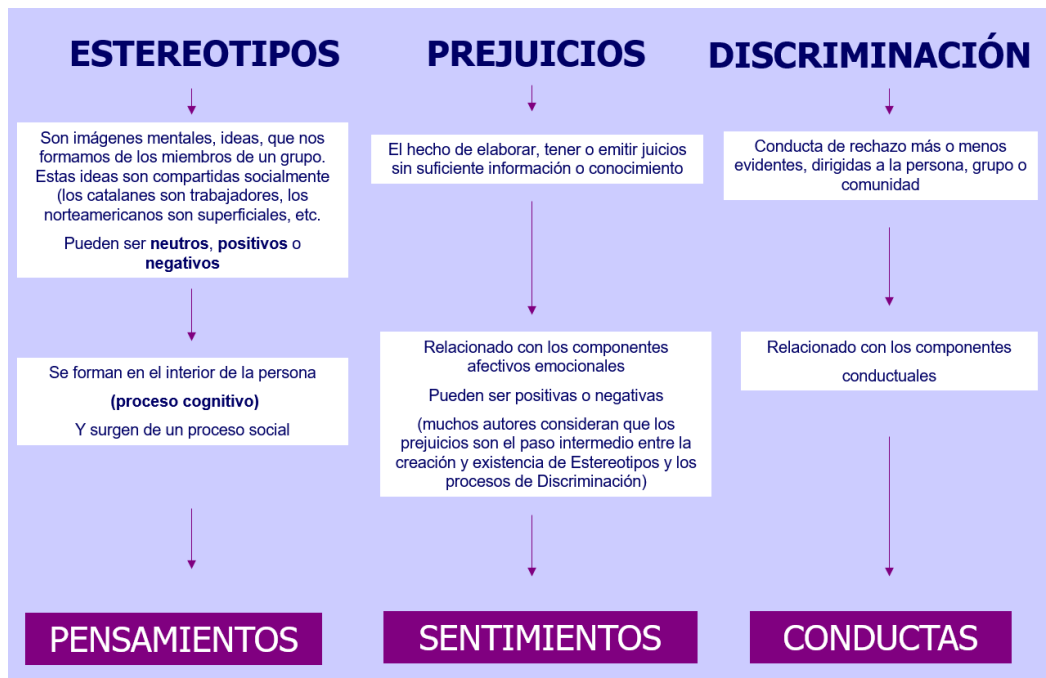 ESTEREOTIPOS
Son imágenes mentales, ideas, que nos
formamos de los miembros de un grupo.
Estas ideas son compartidas socialmente
(los catalanes son trabajadores, los
norteamericanos son superficiales, etc.
Pueden ser neutros, positivos o
negativos
Se forman en el interior de la persona
(proceso cognitivo)
Y surgen de un proceso social
PENSAMIENTOS
PREJUICIOS
El hecho de elaborar, tener o emitir juicios
sin suficiente información o conocimiento
Relacionado con los componentes
afectivos emocionales
Pueden ser positivas o negativas
(muchos autores consideran que los
prejuicios son el paso intermedio entre la
creación y existencia de Estereotipos y los
procesos de Discriminación)
SENTIMIENTOS
DISCRIMINACIÓN
Conducta de rechazo más o menos
evidentes, dirigidas a la persona, grupo o
comunidad
Relacionado con los componentes
conductuales
CONDUCTAS